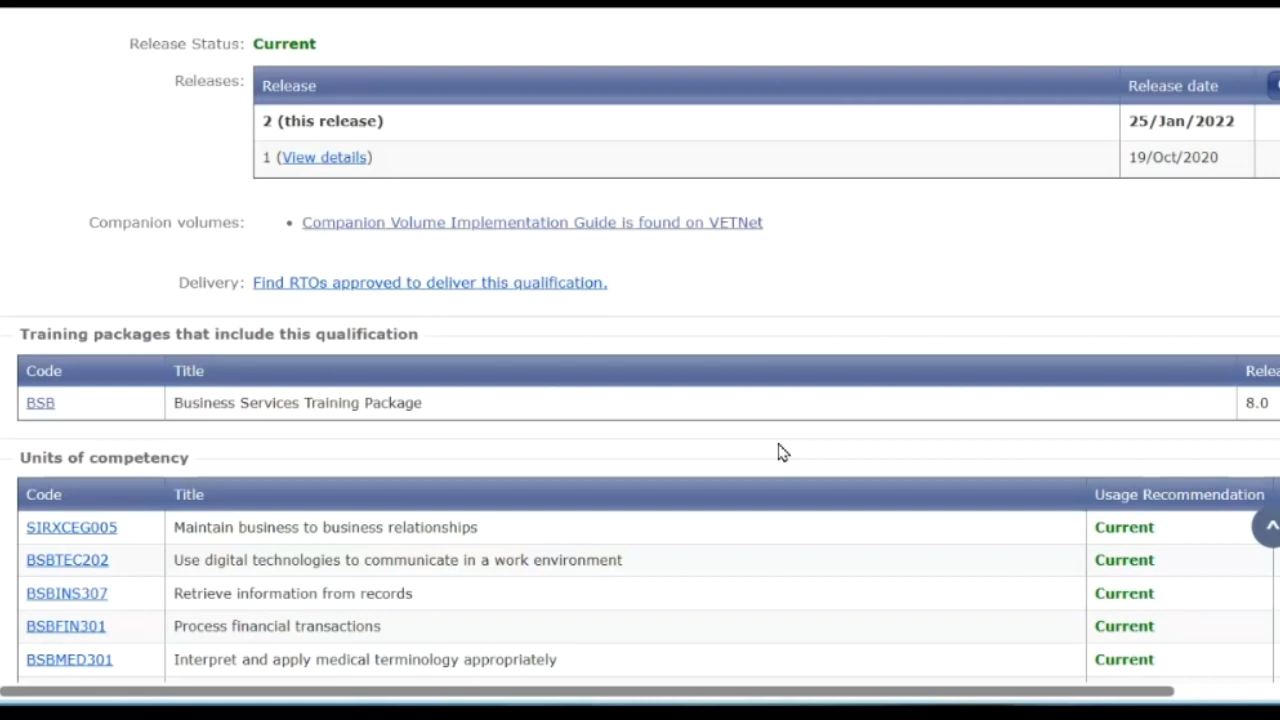 Release Status: Current
Releases: Release Release date
2 (this release) 25/Jan/2022
1 (View details) 19/Oct/2020
Companion volumes: • Companion Volume Implementation Guide is found on VETNet
Delivery: Find RTOs approved to deliver this qualification.
Training packages that include this qualification
Code Title
BSB Business Services Training Package 8.0
Units of competency
Code Title Usage Recommendation
SIRXCEG005 Maintain business to business relationships Current
BSBTEC202 Use digital technologies to communicate in a work environment Current
BSBINS307 Retrieve information from records Current
BSBFIN301 Process financial transactions Current
BSBMED301 Interpret and apply medical terminology appropriately Current